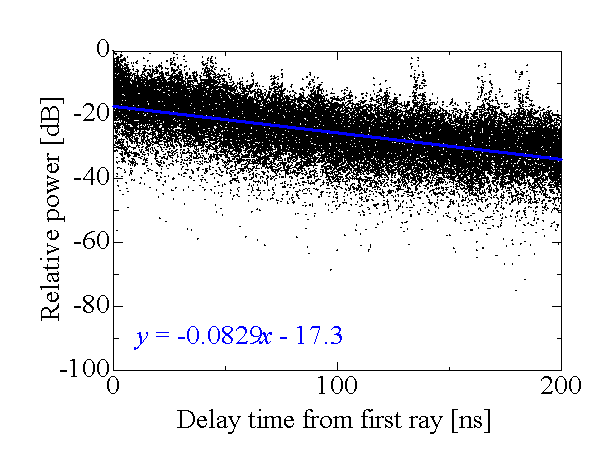 0
-20
-40
-60
-80
-100
Relative power [dB]
y = -0.0829x - 17.3
0 100 200
Delay time from first ray [ns]